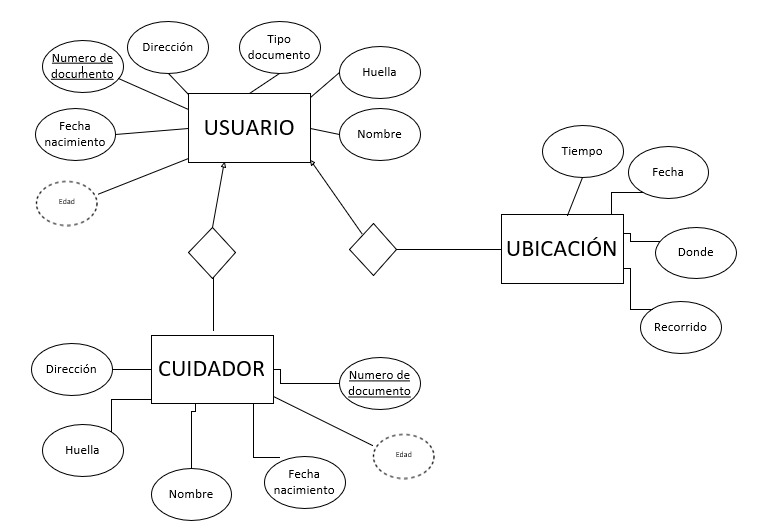 Numero de
documento
Dirección
Tipo
documento
Huella
Fecha
nacimiento
USUARIO
Nombre
Edad
Tiempo
Fecha
UBICACIÓN
Donde
Recorrido
Dirección
CUIDADOR
Numero de
documento
Huella
Nombre
Fecha
nacimiento
Edad